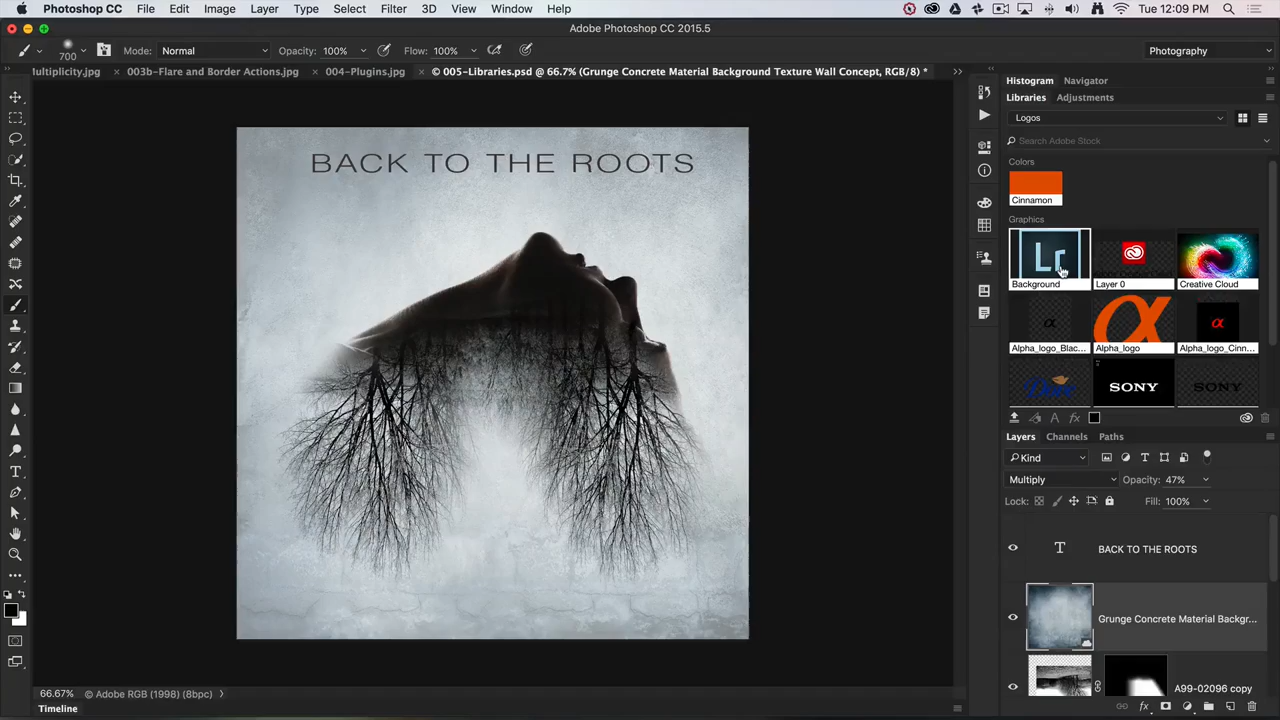 Photoshop CC File Edit Image Layer Type Select Filter 3D View Window Help Tue 12:09 PM
Adobe Photoshop CC 2015.5
700 Mode: Normal Opacity: 100% Flow: 100% Photography
ultiplicity.jpg × 003b-Flare and Border Actions.jpg × 004-Plugins.jpg × © 005-Libraries.psd @ 66.7% (Grunge Concrete Material Background Texture Wall Concept, RGB/8) *
Histogram Navigator
Libraries Adjustments
Logos
Search Adobe Stock
Colors
Cinnamon
Graphics
Lr
Background Layer 0 Creative Cloud
Alpha_logo_Blac... Alpha_logo Alpha_logo_Cinn...
SONY SONY
BACK TO THE ROOTS
Layers Channels Paths
Kind
Multiply Opacity: 47%
Lock: Fill: 100%
T BACK TO THE ROOTS
Grunge Concrete Material Backgr...
A99-02096 copy
66.67% © Adobe RGB (1998) (8bpc)
Timeline